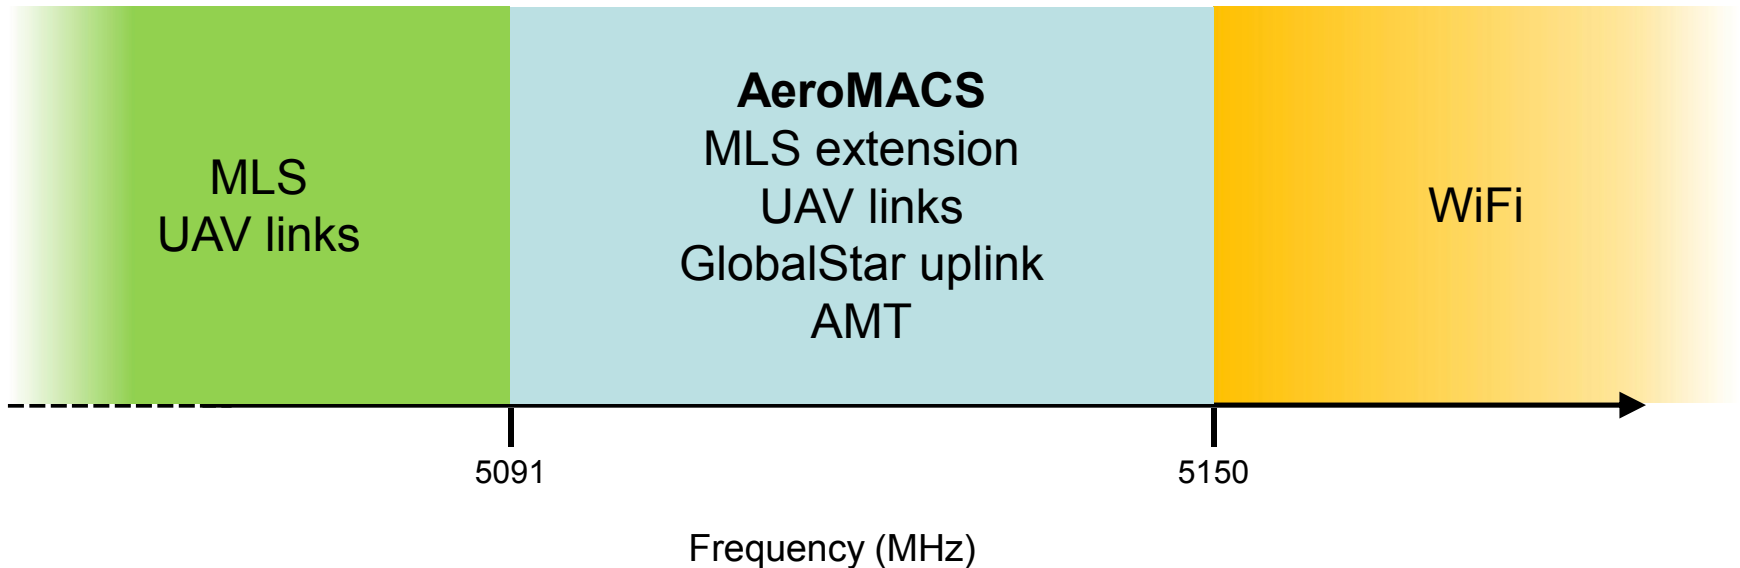 MLS
UAV links
AeroMACS
MLS extension
UAV links
GlobalStar uplink
AMT
WiFi
5091
5150
Frequency (MHz)